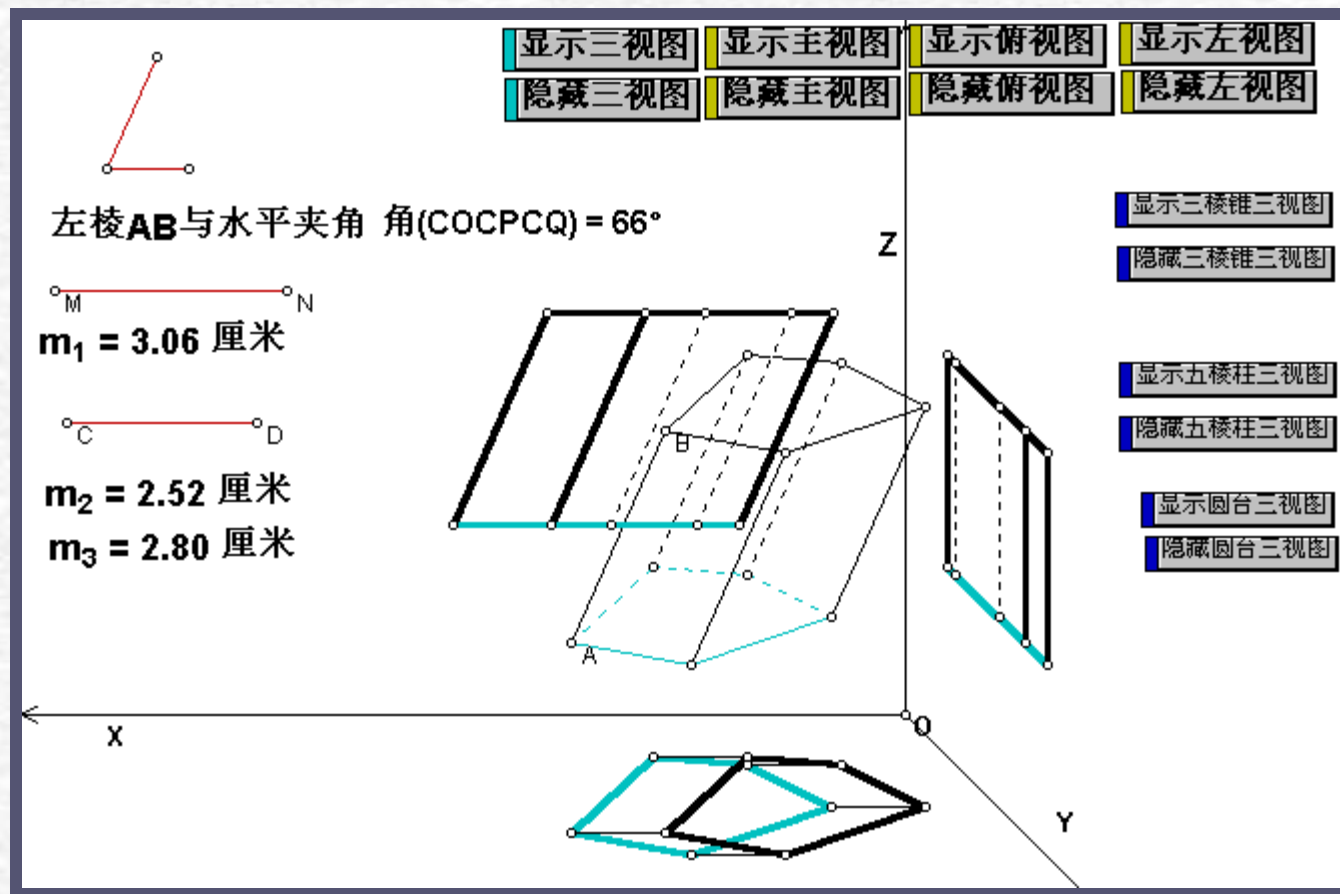 显示三视图 显示主视图 显示俯视图 显示左视图
隐藏三视图 隐藏主视图 隐藏俯视图 隐藏左视图
左棱AB与水平夹角 角(COCPCQ) = 66°
显示三棱锥三视图
隐藏三棱锥三视图
Z
M N
m₁ = 3.06 厘米
显示五棱柱三视图
隐藏五棱柱三视图
C D
B
m₂ = 2.52 厘米
m₃ = 2.80 厘米
显示圆台三视图
隐藏圆台三视图
A
X
O
Y